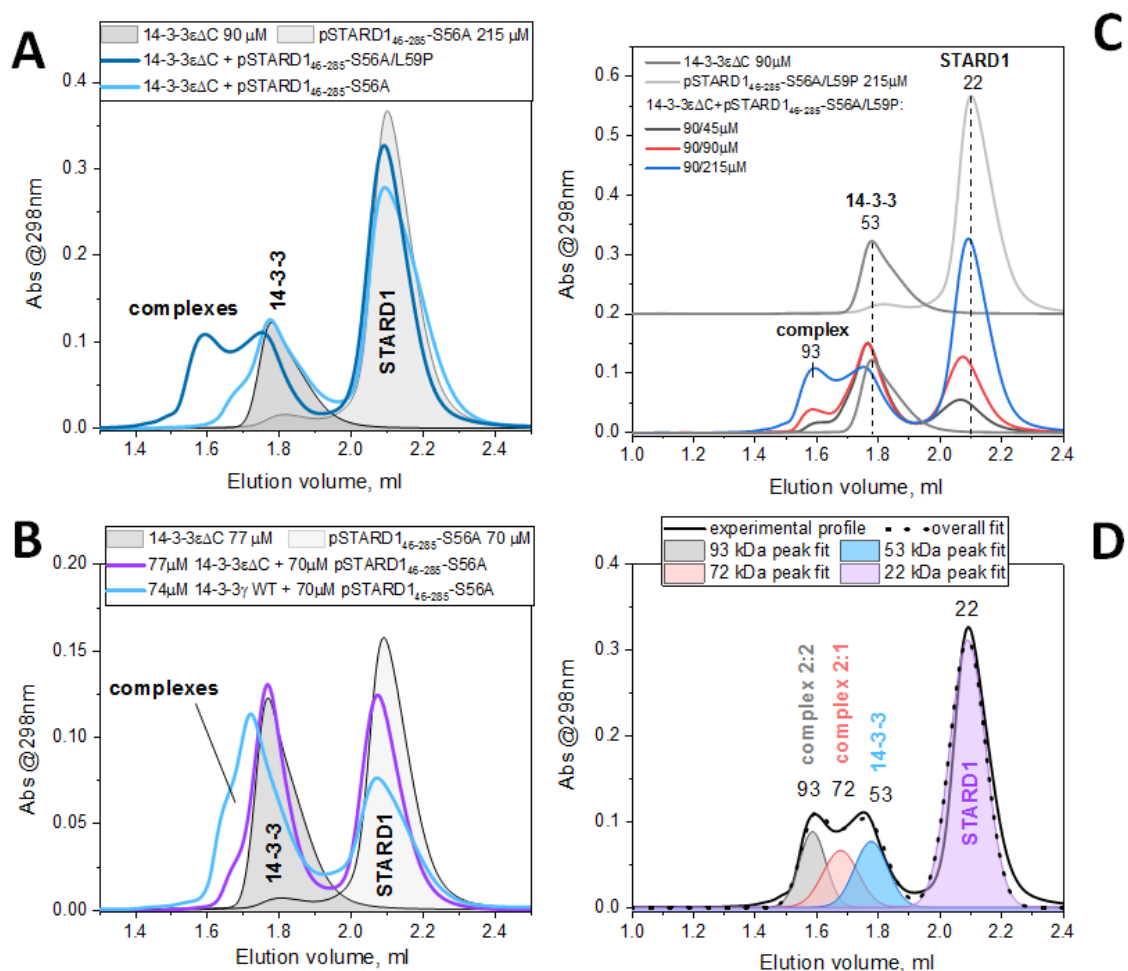 A
14-3-3εΔC 90 μM pSTARD1₄₆₋₂₈₅-S56A 215 μM
14-3-3εΔC + pSTARD1₄₆₋₂₈₅-S56A/L59P
14-3-3εΔC + pSTARD1₄₆₋₂₈₅-S56A
0.4
0.3
0.2
0.1
0.0
Abs @298nm
complexes
14-3-3
STARD1
1.4 1.6 1.8 2.0 2.2 2.4
Elution volume, ml
C
14-3-3εΔC 90μM
pSTARD1₄₆₋₂₈₅-S56A/L59P 215μM
14-3-3εΔC+pSTARD1₄₆₋₂₈₅-S56A/L59P:
90/45μM
90/90μM
90/215μM
STARD1
22
14-3-3
53
complex
93
0.6
0.5
0.4
0.3
0.2
0.1
0.0
Abs @298nm
1.0 1.2 1.4 1.6 1.8 2.0 2.2 2.4
Elution volume, ml
B
14-3-3εΔC 77 μM pSTARD1₄₆₋₂₈₅-S56A 70 μM
77μM 14-3-3εΔC + 70μM pSTARD1₄₆₋₂₈₅-S56A
74μM 14-3-3γ WT + 70μM pSTARD1₄₆₋₂₈₅-S56A
0.20
0.15
0.10
0.05
0.00
Abs @298nm
complexes
14-3-3
STARD1
1.4 1.6 1.8 2.0 2.2 2.4
Elution volume, ml
D
experimental profile overall fit
93 kDa peak fit 53 kDa peak fit
72 kDa peak fit 22 kDa peak fit
0.4
0.3
0.2
0.1
0.0
Abs @298nm
complex 2:2
complex 2:1
14-3-3
STARD1
93 72 53
22
1.0 1.2 1.4 1.6 1.8 2.0 2.2 2.4
Elution volume, ml